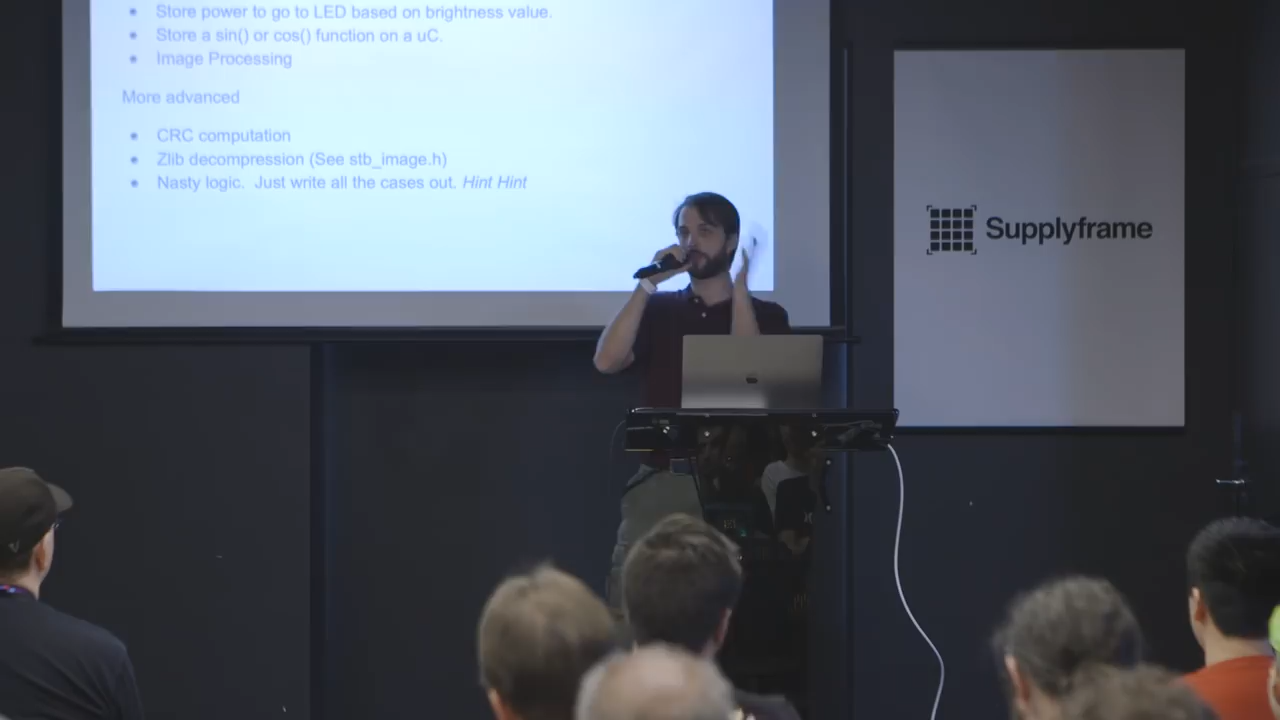 Store power to go to LED based on brightness value.
Store a sin() or cos() function on a uC.
Image Processing
More advanced
CRC computation
Zlib decompression (See stb_image.h)
Nasty logic. Just write all the cases out. Hint Hint
Supplyframe